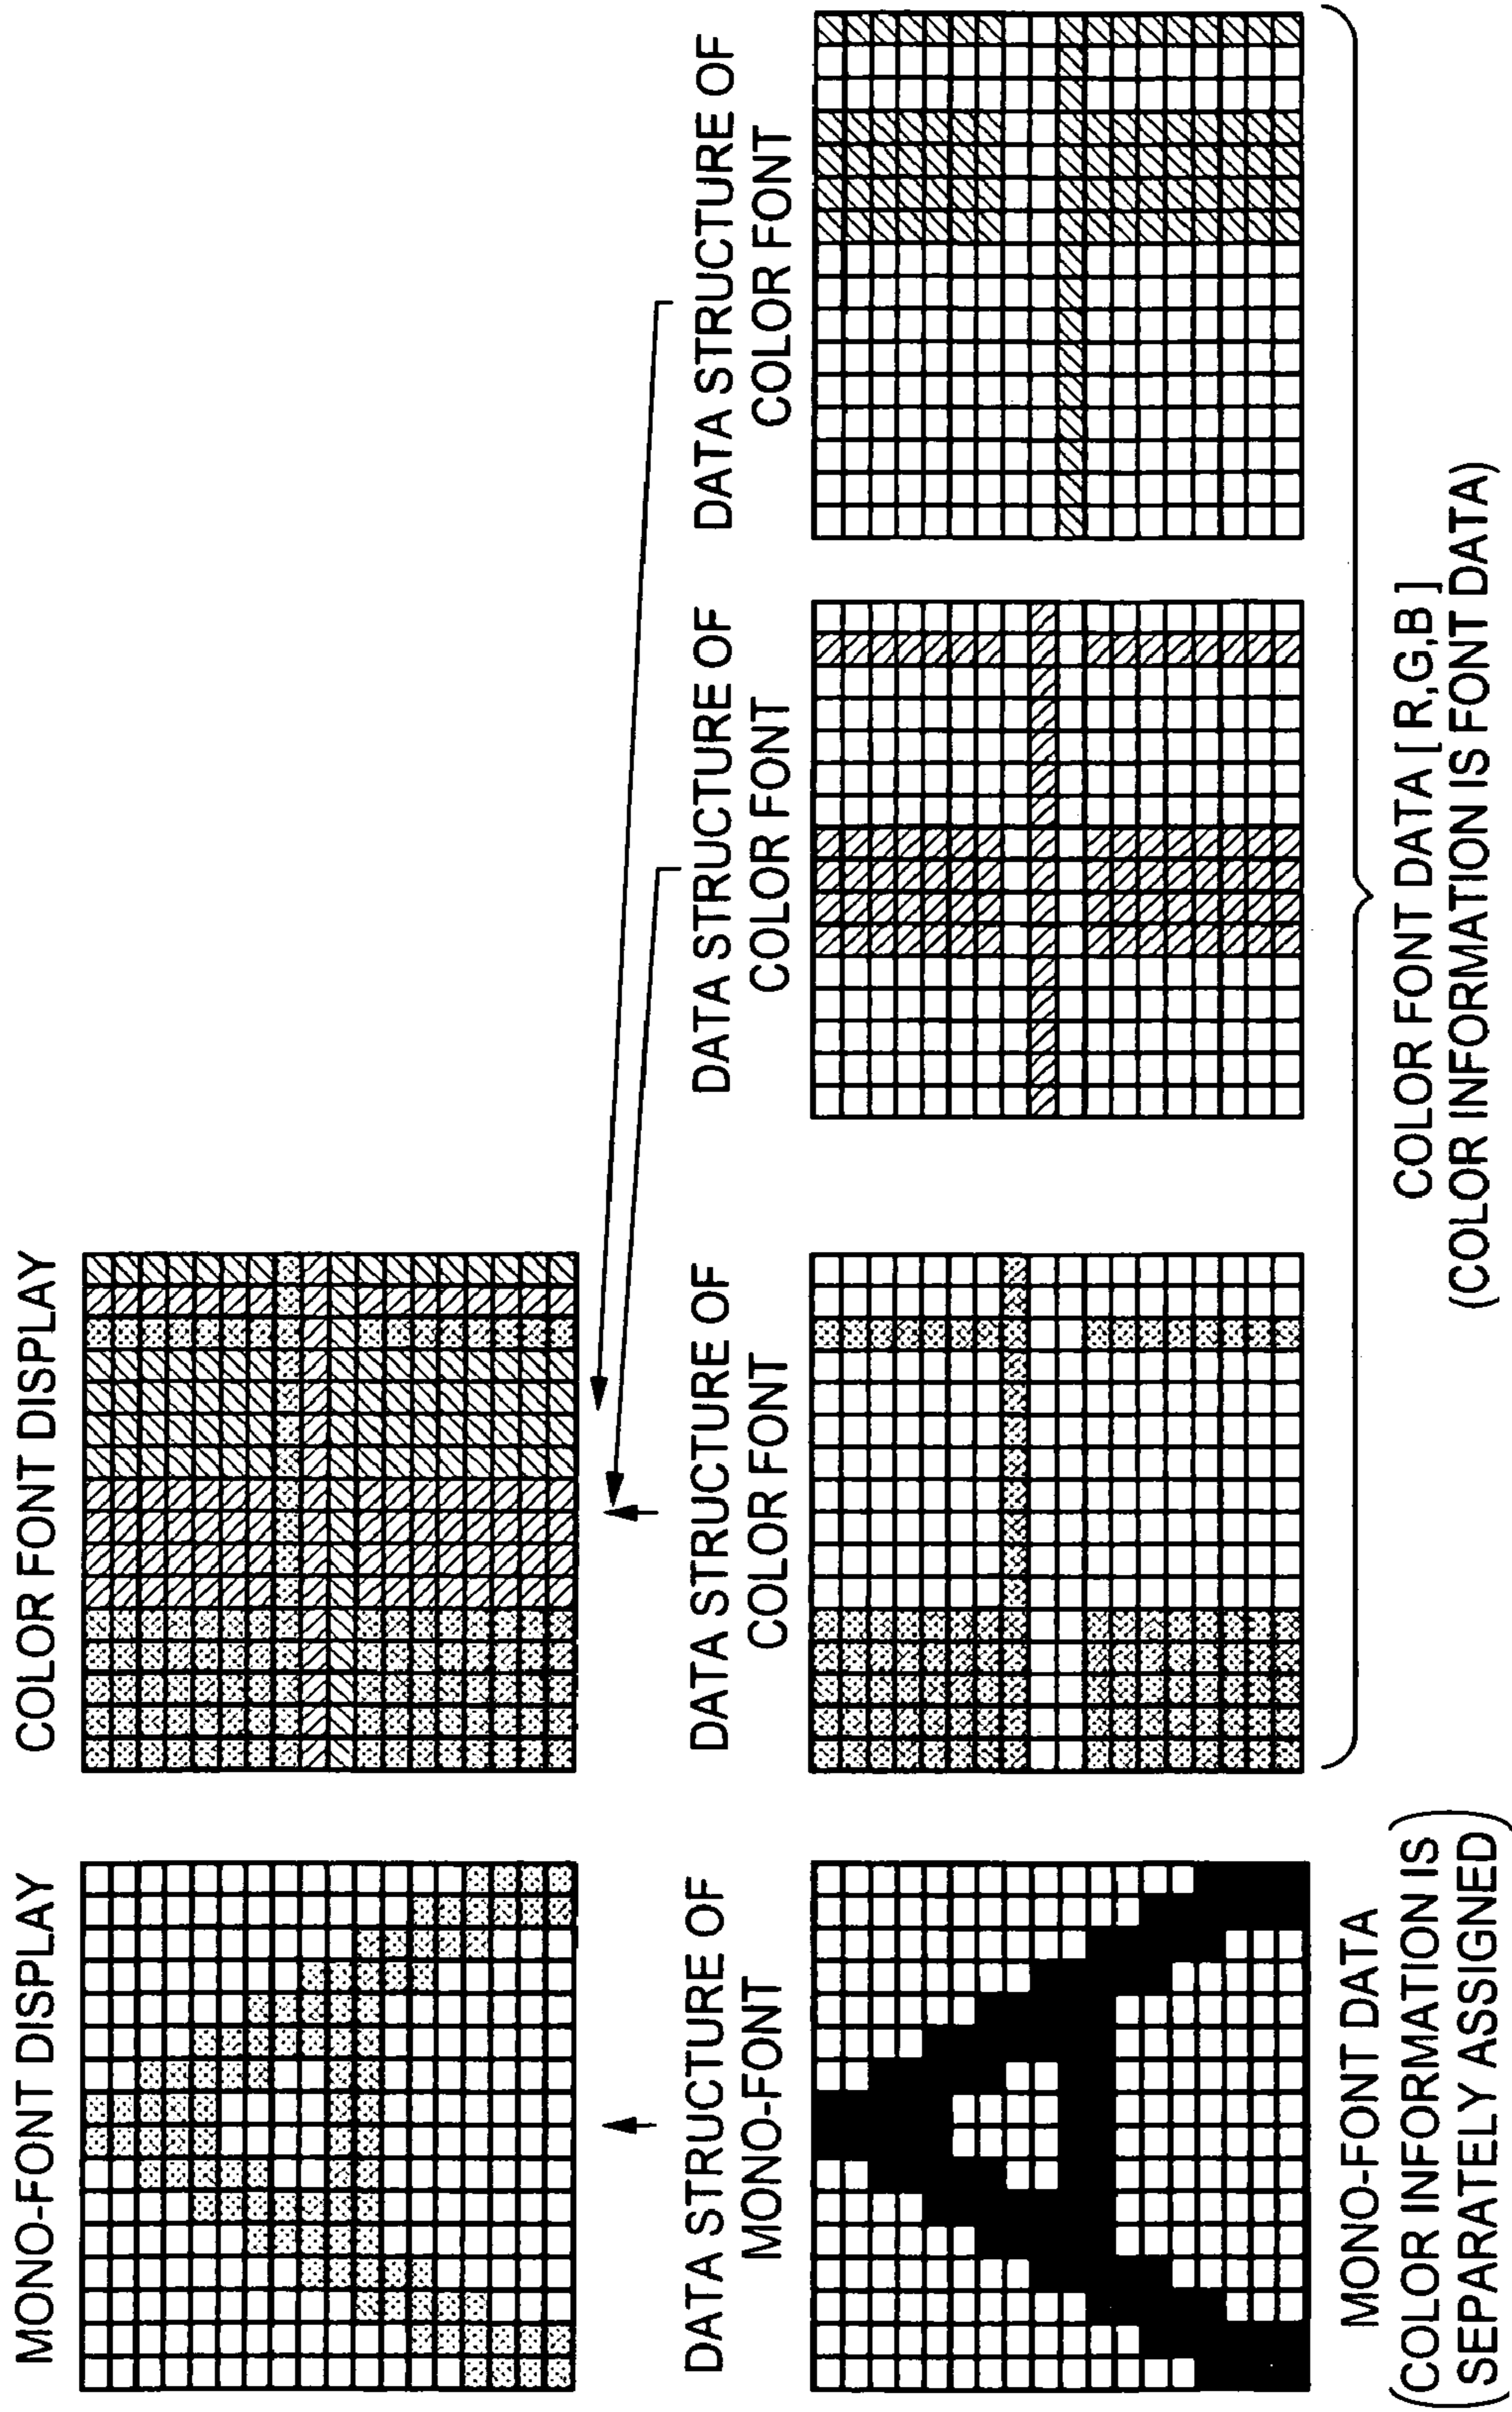 MONO-FONT DISPLAY
COLOR FONT DISPLAY
DATA STRUCTURE OF
MONO-FONT
DATA STRUCTURE OF
COLOR FONT
DATA STRUCTURE OF
COLOR FONT
DATA STRUCTURE OF
COLOR FONT
MONO-FONT DATA
(COLOR INFORMATION IS
SEPARATELY ASSIGNED)
COLOR FONT DATA [R,G,B]
(COLOR INFORMATION IS FONT DATA)